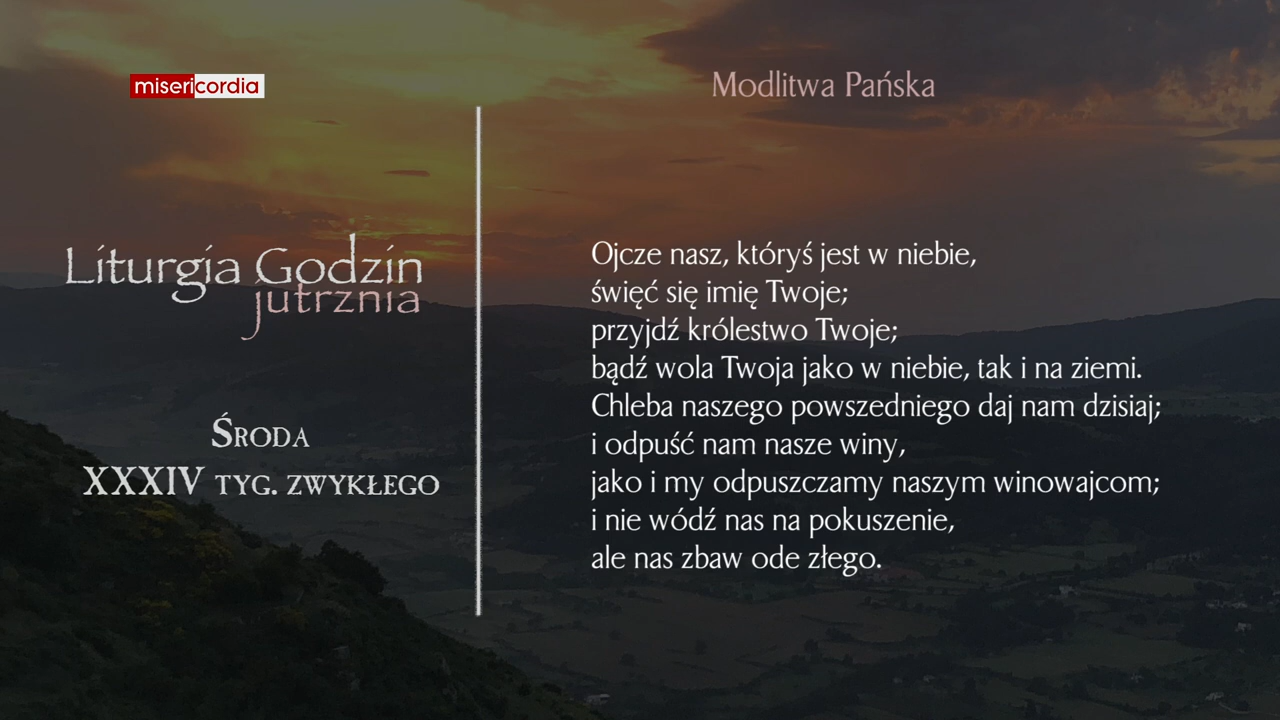 misericordia
Liturgia Godzin
jutrznia
Środa
XXXIV tyg. zwykłego
Modlitwa Pańska
Ojcze nasz, któryś jest w niebie,
święć się imię Twoje;
przyjdź królestwo Twoje;
bądź wola Twoja jako w niebie, tak i na ziemi.
Chleba naszego powszedniego daj nam dzisiaj;
i odpuść nam nasze winy,
jako i my odpuszczamy naszym winowajcom;
i nie wódź nas na pokuszenie,
ale nas zbaw ode złego.